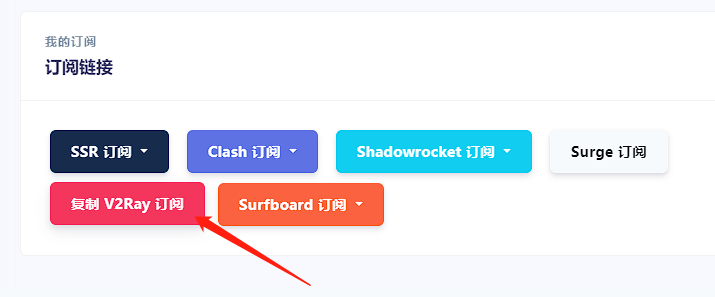 我的订阅
订阅链接
SSR 订阅
Clash 订阅
Shadowrocket 订阅
Surge 订阅
复制 V2Ray 订阅
Surfboard 订阅